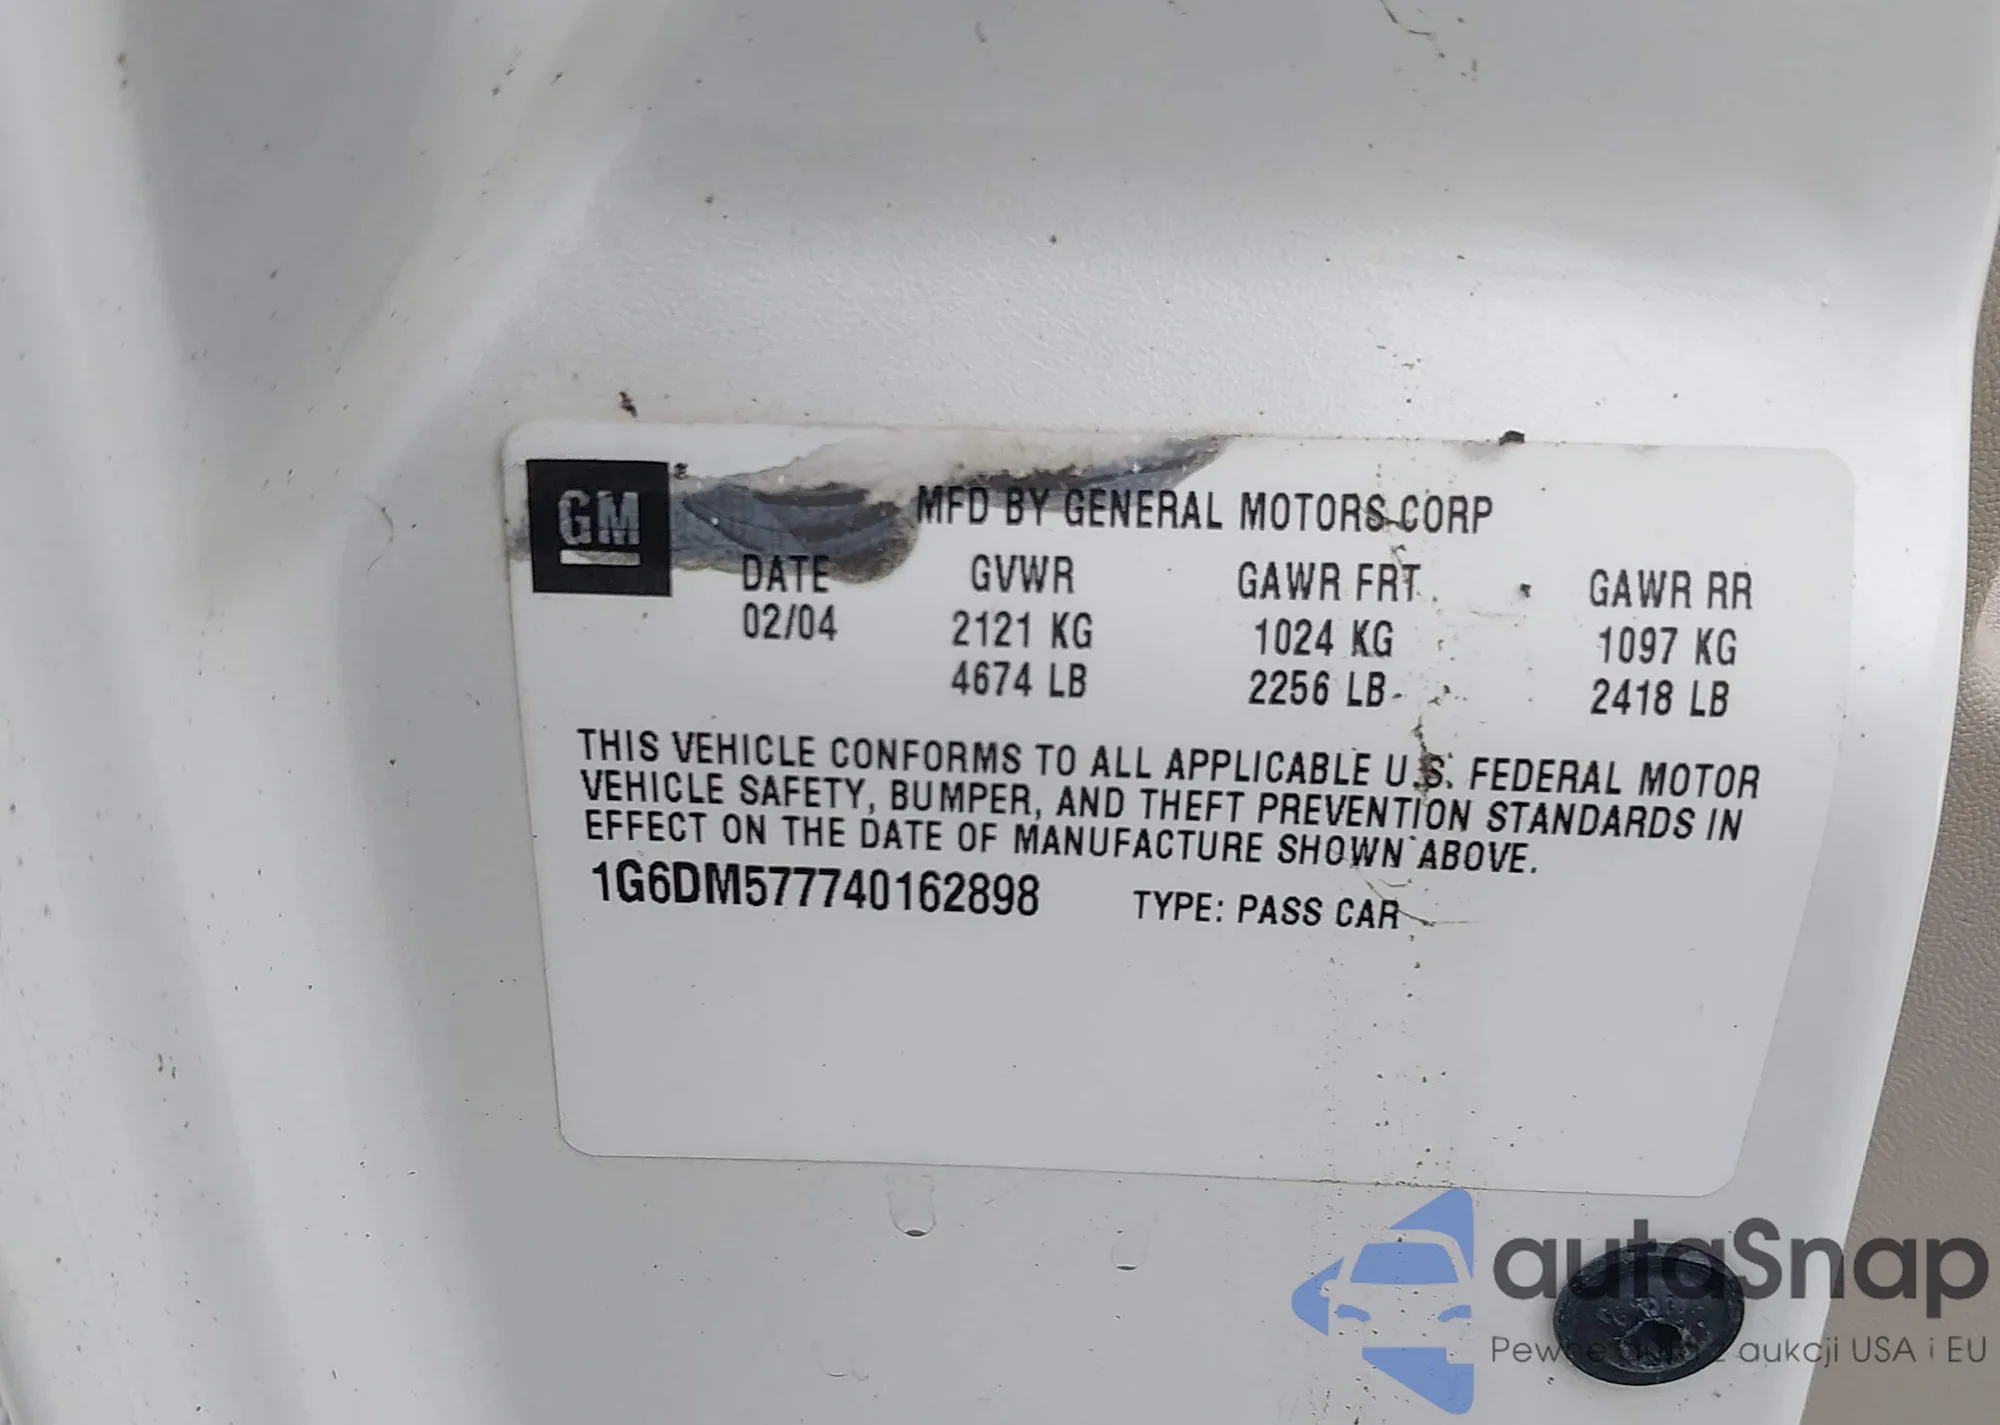 GM
MFD BY GENERAL MOTORS CORP
DATE GVWR GAWR FRT GAWR RR
02/04 2121 KG 1024 KG 1097 KG
4674 LB 2256 LB 2418 LB
THIS VEHICLE CONFORMS TO ALL APPLICABLE U.S. FEDERAL MOTOR
VEHICLE SAFETY, BUMPER, AND THEFT PREVENTION STANDARDS IN
EFFECT ON THE DATE OF MANUFACTURE SHOWN ABOVE.
1G6DM577740162898 TYPE: PASS CAR
autaSnap
Pewne auta z aukcji USA i EU